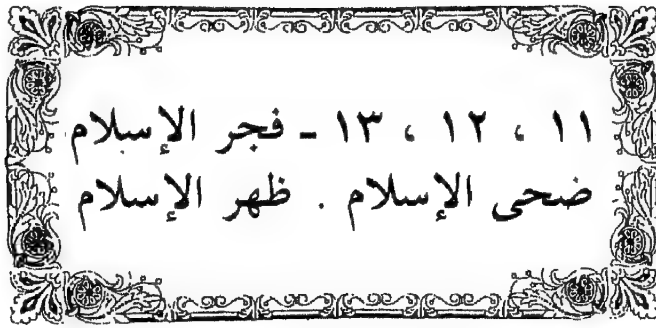 ١١ ، ١٢ ، ١٣ ـ فجر الإسلام
ضحى الإسلام . ظهر الإسلام